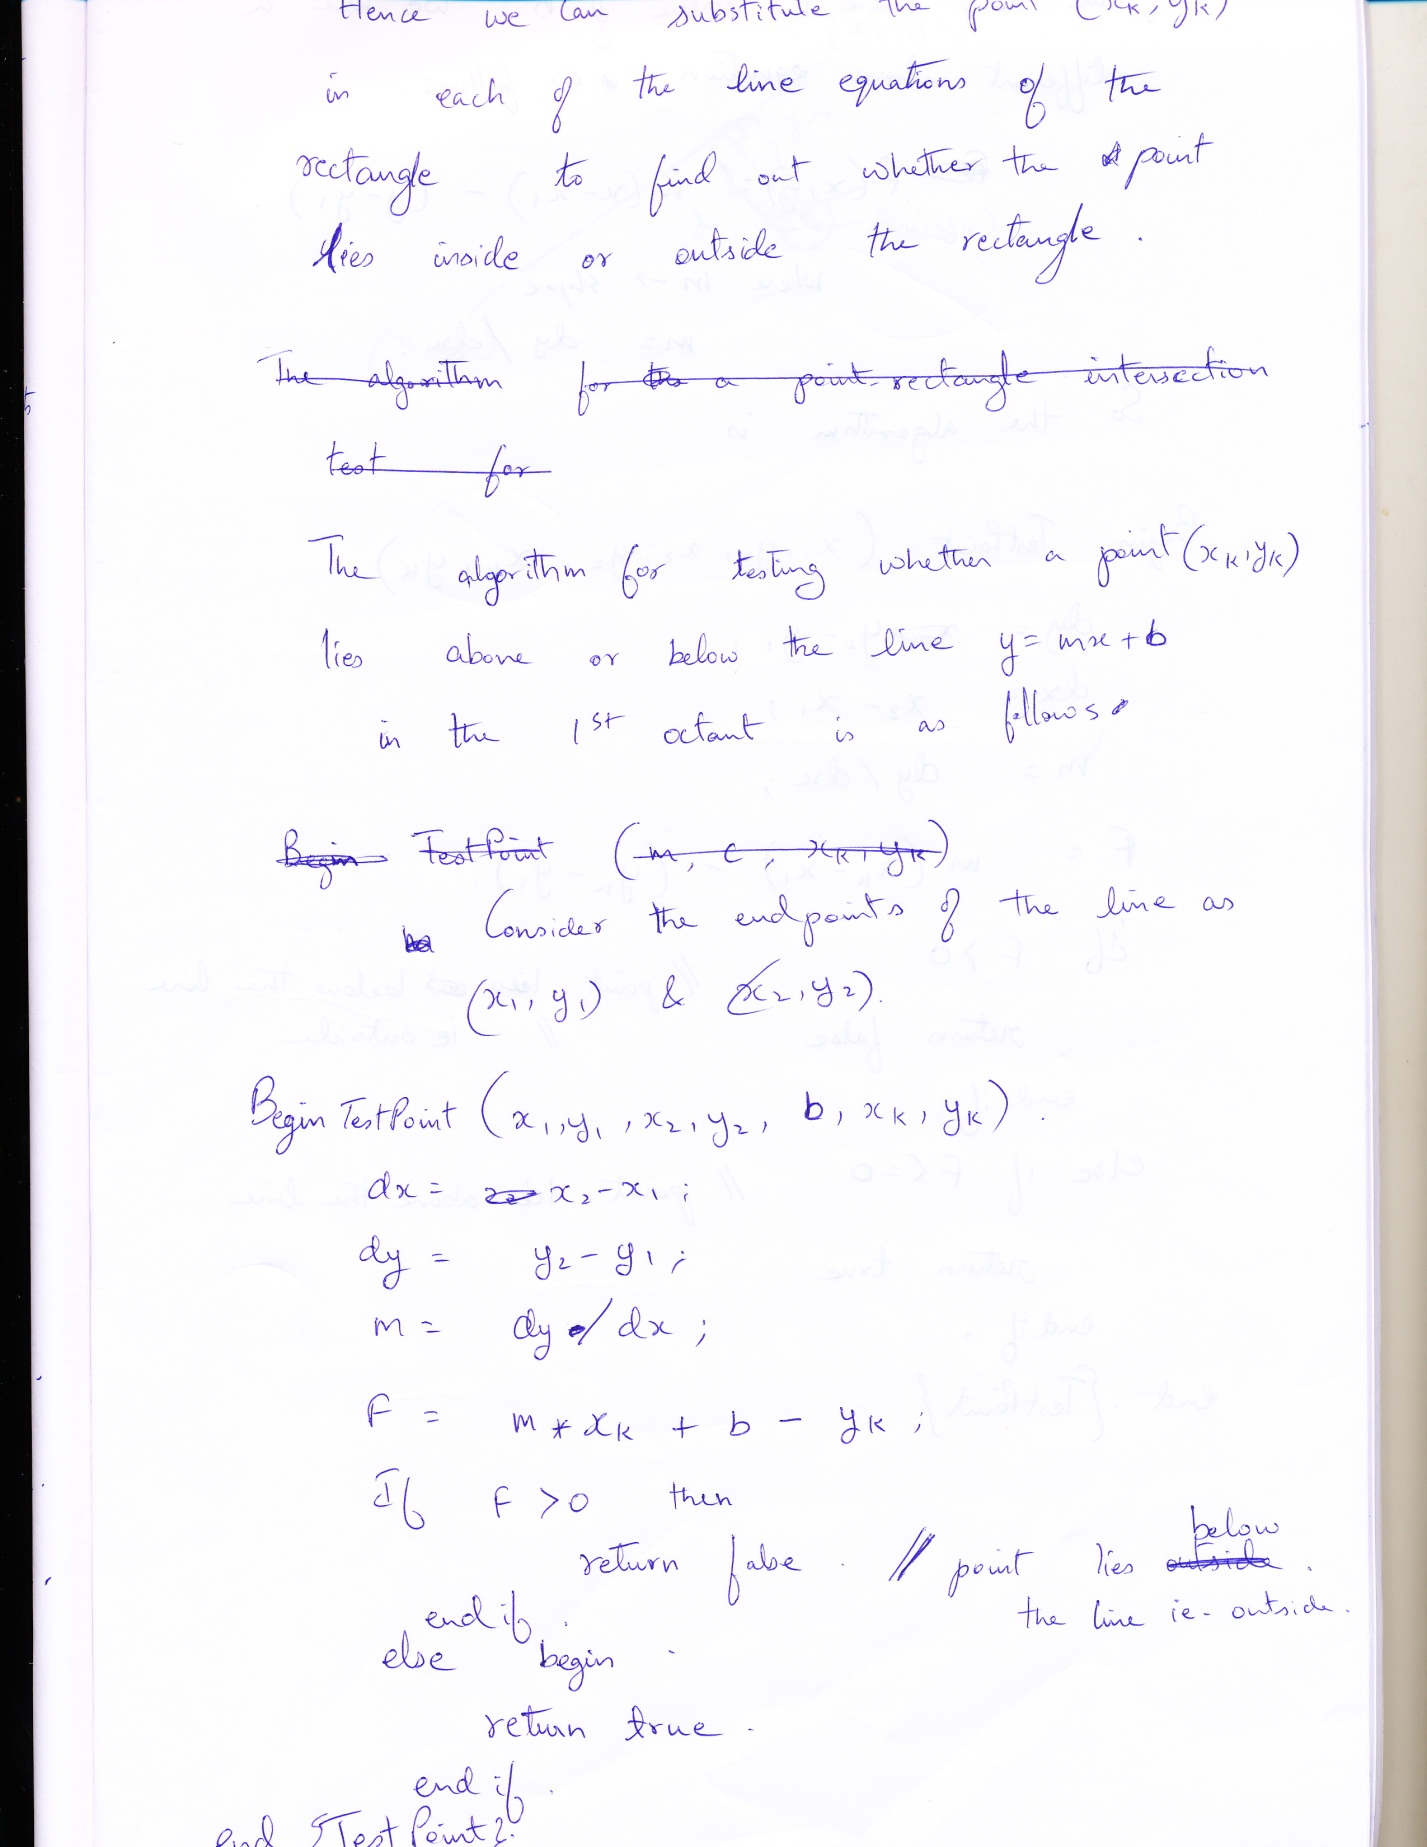 Hence we can substitute the point (xk, yk)
in each of the line equations of the
rectangle to find out whether the point
lies inside or outside the rectangle.
The algorithm for a point-rectangle intersection
test for
The algorithm for testing whether a point (xK, yK)
lies above or below the line y = mx + b
in the 1st octant is as follows
Begin TestPoint (m, c, xK, yK)
Consider the endpoints of the line as
(x1, y1) & (x2, y2).
Begin TestPoint (x1, y1, x2, y2, b, xK, yK).
dx = x2 - x1;
dy = y2 - y1;
m = dy / dx;
F = m * xK + b - yK;
If F > 0 then
below
return false. // point lies outside.
the line ie. outside.
end if.
else begin
return true.
end if.
end {TestPoint}.